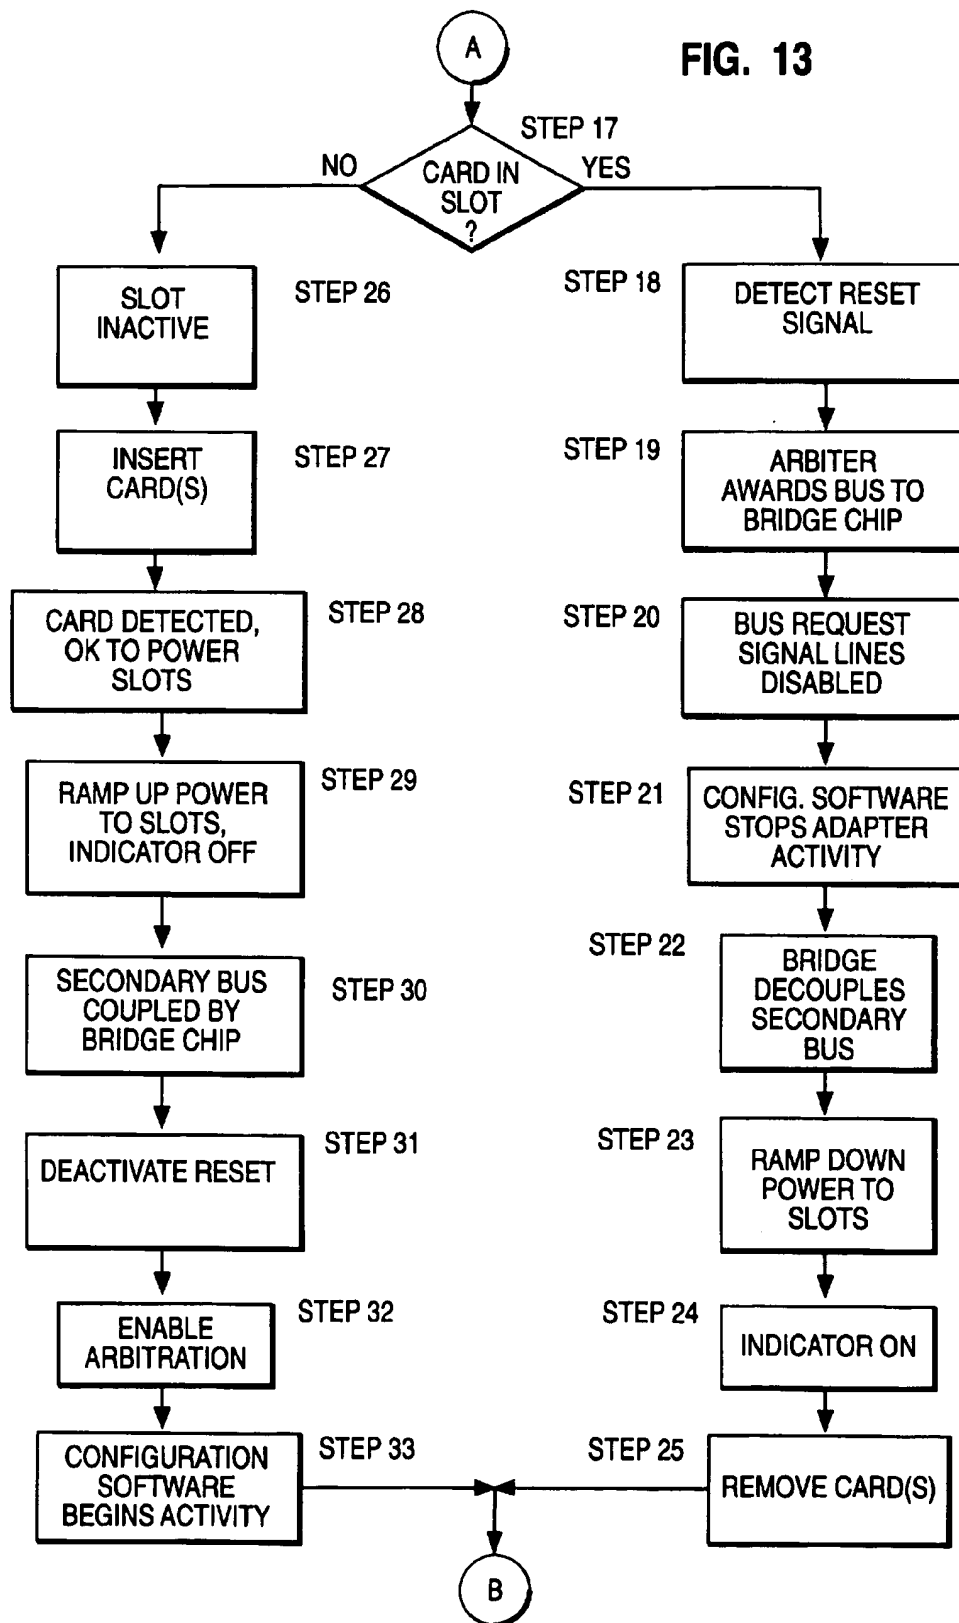 A
FIG. 13
STEP 17
NO
CARD IN
SLOT
?
YES
SLOT
INACTIVE
STEP 26
STEP 18
DETECT RESET
SIGNAL
INSERT
CARD(S)
STEP 27
STEP 19
ARBITER
AWARDS BUS TO
BRIDGE CHIP
CARD DETECTED,
OK TO POWER
SLOTS
STEP 28
STEP 20
BUS REQUEST
SIGNAL LINES
DISABLED
RAMP UP POWER
TO SLOTS,
INDICATOR OFF
STEP 29
STEP 21
CONFIG. SOFTWARE
STOPS ADAPTER
ACTIVITY
SECONDARY BUS
COUPLED BY
BRIDGE CHIP
STEP 30
STEP 22
BRIDGE
DECOUPLES
SECONDARY
BUS
DEACTIVATE RESET
STEP 31
STEP 23
RAMP DOWN
POWER TO
SLOTS
ENABLE
ARBITRATION
STEP 32
STEP 24
INDICATOR ON
CONFIGURATION
SOFTWARE
BEGINS ACTIVITY
STEP 33
STEP 25
REMOVE CARD(S)
B